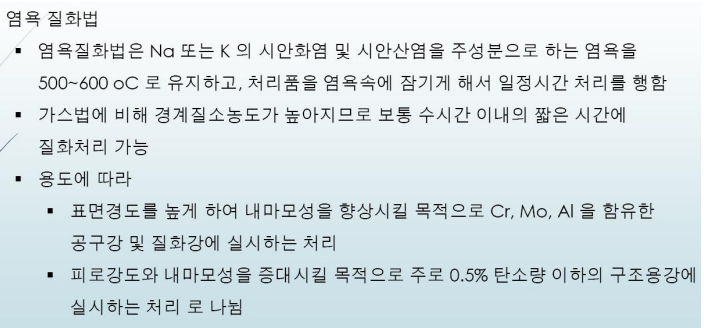 염욕 질화법
▪ 염욕질화법은 Na 또는 K 의 시안화염 및 시안산염을 주성분으로 하는 염욕을
500~600 oC 로 유지하고, 처리품을 염욕속에 잠기게 해서 일정시간 처리를 행함
▪ 가스법에 비해 경계질소농도가 높아지므로 보통 수시간 이내의 짧은 시간에
질화처리 가능
▪ 용도에 따라
▪ 표면경도를 높게 하여 내마모성을 향상시킬 목적으로 Cr, Mo, Al 을 함유한
공구강 및 질화강에 실시하는 처리
▪ 피로강도와 내마모성을 증대시킬 목적으로 주로 0.5% 탄소량 이하의 구조용강에
실시하는 처리 로 나뉨